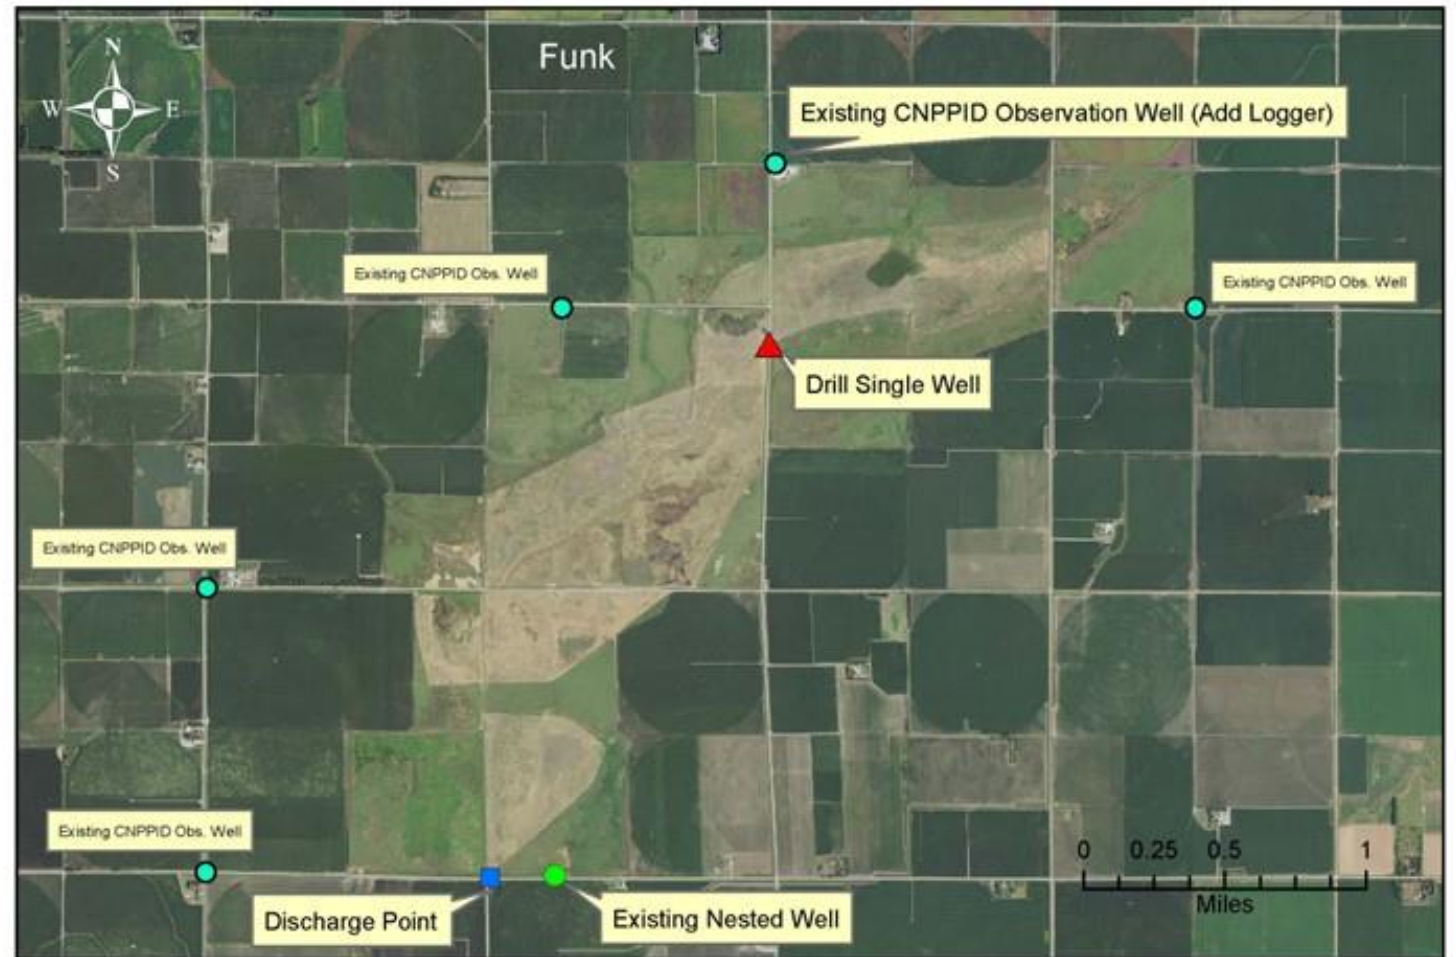 Funk
N
W E
S
Existing CNPPID Observation Well (Add Logger)
Existing CNPPID Obs. Well
Existing CNPPID Obs. Well
Drill Single Well
Existing CNPPID Obs. Well
Existing CNPPID Obs. Well
0 0.25 0.5 1
Miles
Discharge Point
Existing Nested Well